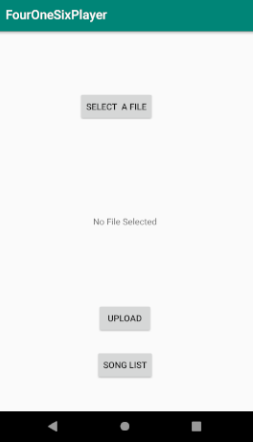 FourOneSixPlayer
SELECT A FILE
No File Selected
UPLOAD
SONG LIST